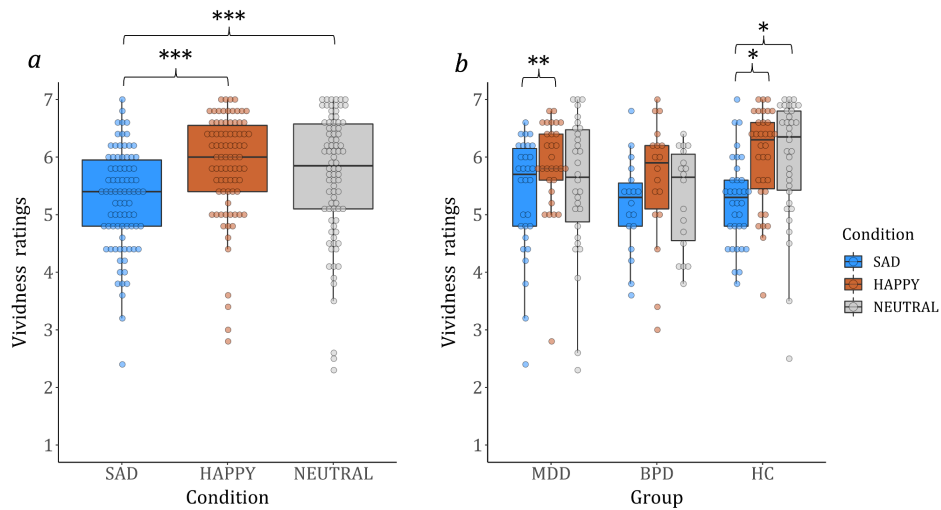 ***
***
a
Vividness ratings
7
6
5
4
3
2
1
SAD HAPPY NEUTRAL
Condition
*
**
*
b
Vividness ratings
7
6
5
4
3
2
1
MDD BPD HC
Group
Condition
SAD
HAPPY
NEUTRAL